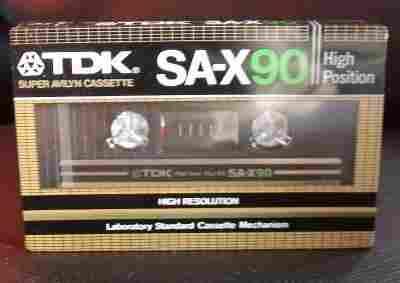 TDK® SA-X90 High Position
SUPER AVILYN CASSETTE
TDK SA-X90
HIGH RESOLUTION
Laboratory Standard Cassette Mechanism